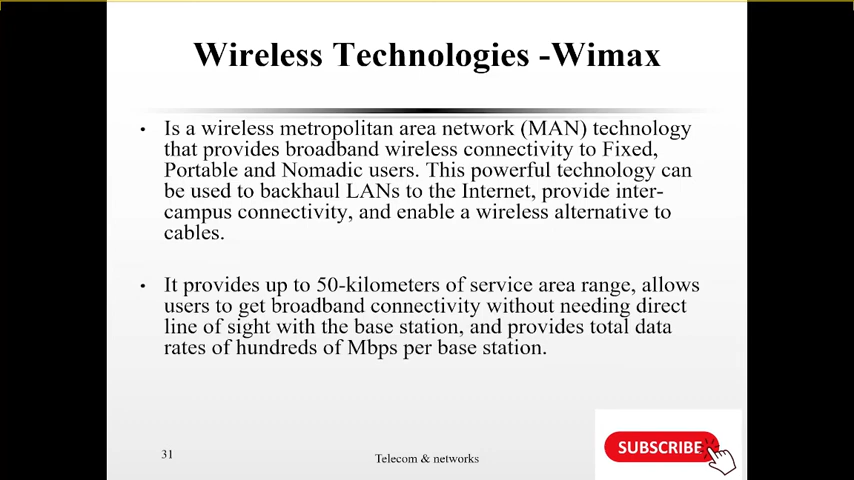 Wireless Technologies -Wimax
• Is a wireless metropolitan area network (MAN) technology
that provides broadband wireless connectivity to Fixed,
Portable and Nomadic users. This powerful technology can
be used to backhaul LANs to the Internet, provide inter-
campus connectivity, and enable a wireless alternative to
cables.
• It provides up to 50-kilometers of service area range, allows
users to get broadband connectivity without needing direct
line of sight with the base station, and provides total data
rates of hundreds of Mbps per base station.
31
Telecom & networks
SUBSCRIBE